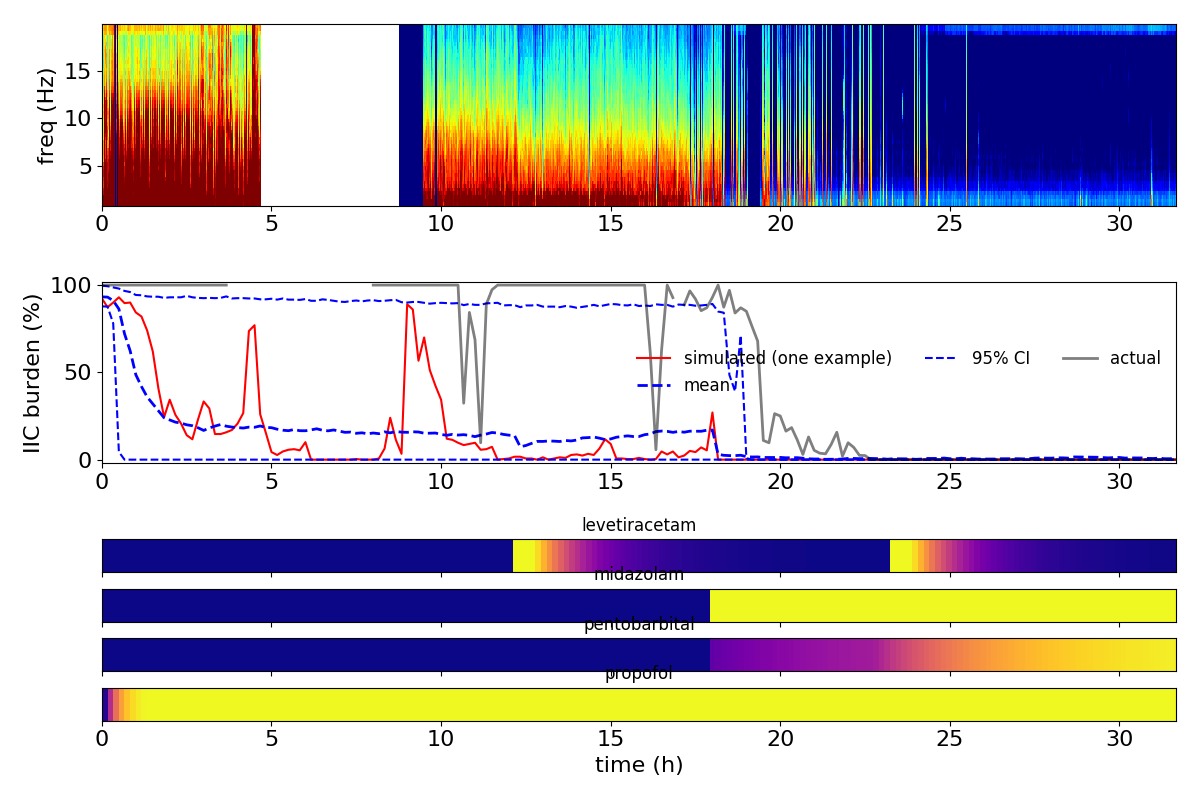 freq (Hz)
15
10
5
0 5 10 15 20 25 30
IIC burden (%)
100
50
0
simulated (one example)
mean
95% CI
actual
0 5 10 15 20 25 30
levetiracetam
midazolam
pentobarbital
propofol
0 5 10 15 20 25 30
time (h)